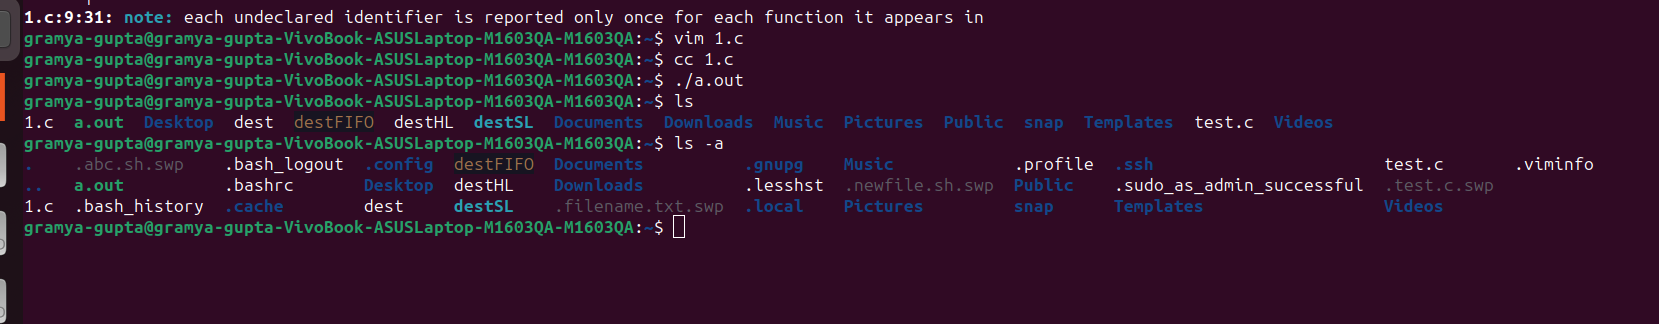 1.c:9:31: note: each undeclared identifier is reported only once for each function it appears in
gramya-gupta@gramya-gupta-VivoBook-ASUSLaptop-M1603QA-M1603QA:~$ vim 1.c
gramya-gupta@gramya-gupta-VivoBook-ASUSLaptop-M1603QA-M1603QA:~$ cc 1.c
gramya-gupta@gramya-gupta-VivoBook-ASUSLaptop-M1603QA-M1603QA:~$ ./a.out
gramya-gupta@gramya-gupta-VivoBook-ASUSLaptop-M1603QA-M1603QA:~$ ls
1.c a.out Desktop dest destFIFO destHL destSL Documents Downloads Music Pictures Public snap Templates test.c Videos
gramya-gupta@gramya-gupta-VivoBook-ASUSLaptop-M1603QA-M1603QA:~$ ls -a
. .abc.sh.swp .bash_logout .config destFIFO Documents .gnupg Music .profile .ssh test.c .viminfo
.. a.out .bashrc Desktop destHL Downloads .lesshst .newfile.sh.swp Public .sudo_as_admin_successful .test.c.swp
1.c .bash_history .cache dest destSL .filename.txt.swp .local Pictures snap Templates Videos
gramya-gupta@gramya-gupta-VivoBook-ASUSLaptop-M1603QA-M1603QA:~$